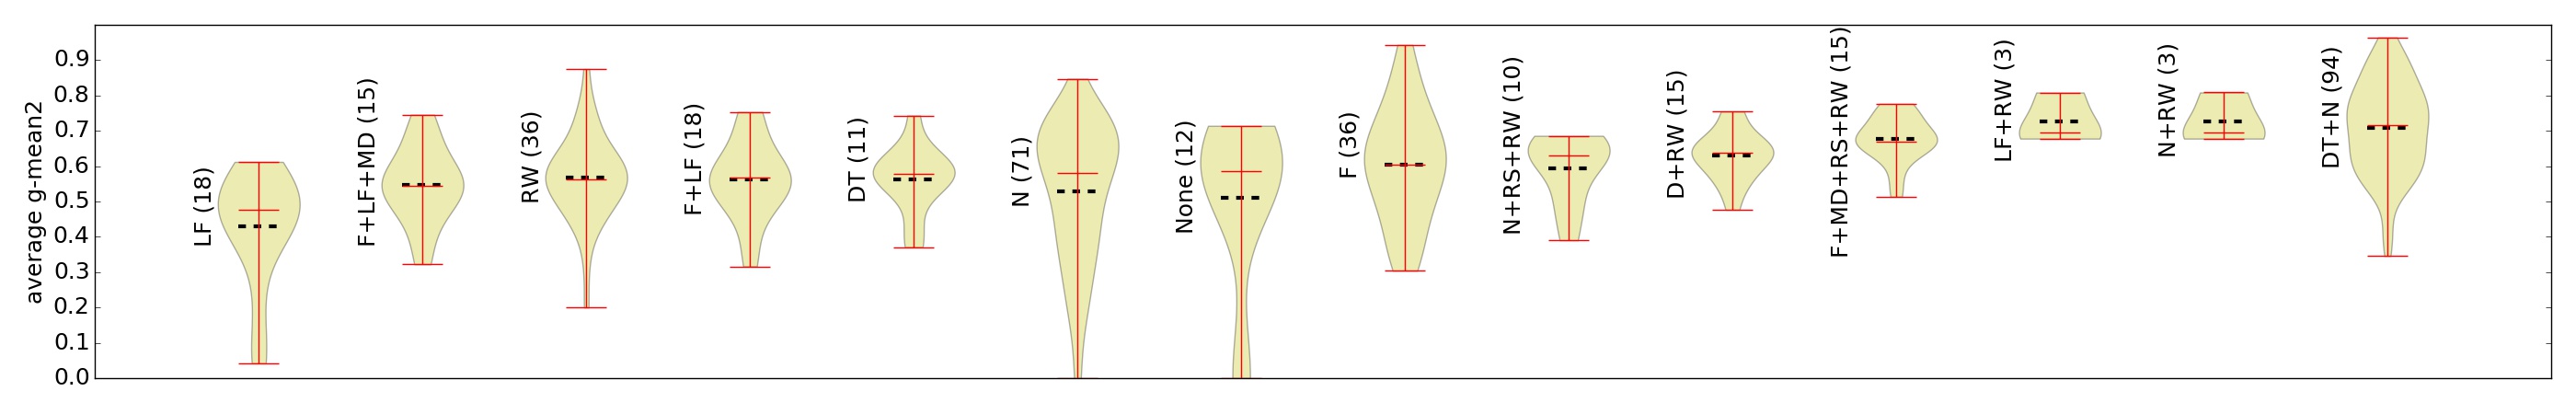 average g-mean2
0.9
0.8
0.7
0.6
0.5
0.4
0.3
0.2
0.1
0.0
LF (18)
F+LF+MD (15)
RW (36)
F+LF (18)
DT (11)
N (71)
None (12)
F (36)
N+RS+RW (10)
D+RW (15)
F+MD+RS+RW (15)
LF+RW (3)
N+RW (3)
DT+N (94)